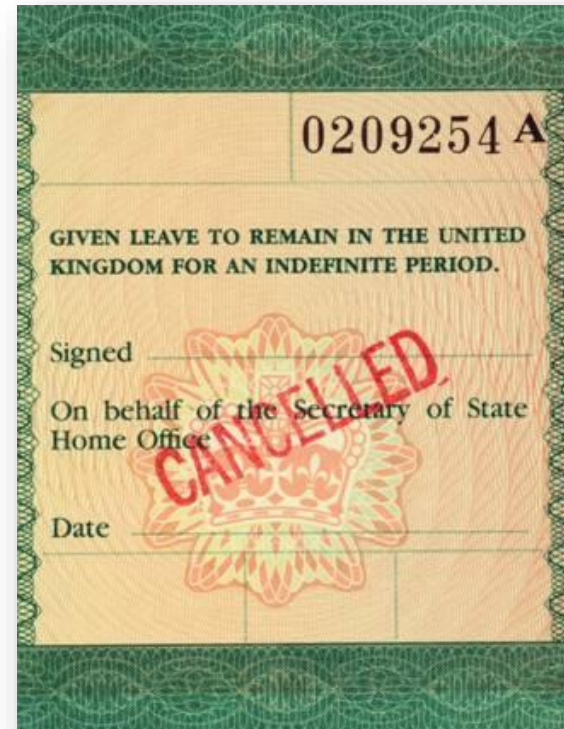 0209254 A
GIVEN LEAVE TO REMAIN IN THE UNITED
KINGDOM FOR AN INDEFINITE PERIOD.
Signed
On behalf of the Secretary of State
Home Office
CANCELLED
Date